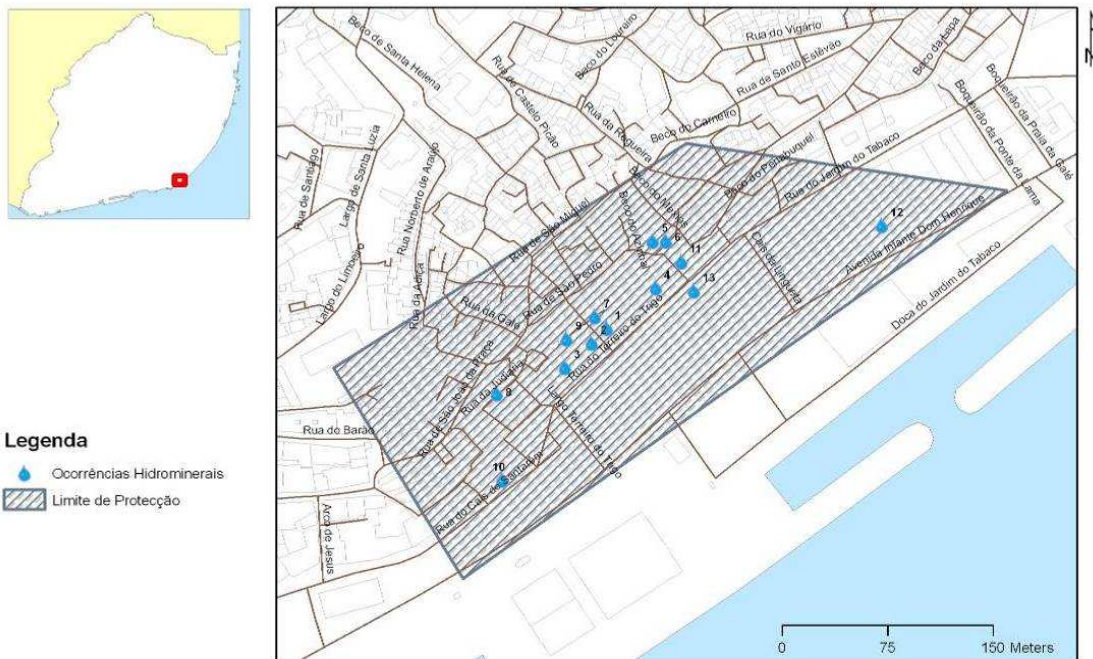 Beco de Santa Helena
Beco do Loureiro
Rua do Vigário
Beco da Lapa
Rua de Santo Estêvão
Rua de Castelo Picão
Rua da Regueira
Beco do Carneiro
Boqueirão da Praia da Galé
Boqueirão da Ponte da Lama
Rua de Santiago
Largo de Santa Luzia
Rua Norberto de Araújo
Largo do Limoeiro
Rua da Adiça
Rua de São Miguel
Beco do Mexias
Beco do Azinhal
Rua do Jardim do Tabaco
Rua de São Pedro
Rua da Galé
Cais da Lingueta
Avenida Infante Dom Henrique
Doca do Jardim do Tabaco
Rua do Terreiro do Trigo
Rua de São João da Praça
Rua da Judiaria
Largo Terreiro do Trigo
Rua do Barão
Rua do Cais de Santarém
Arco de Jesus
N
12
5
6
11
4
13
7
1
9
2
3
8
10
Legenda
Ocorrências Hidrominerais
Limite de Protecção
0 75 150 Meters